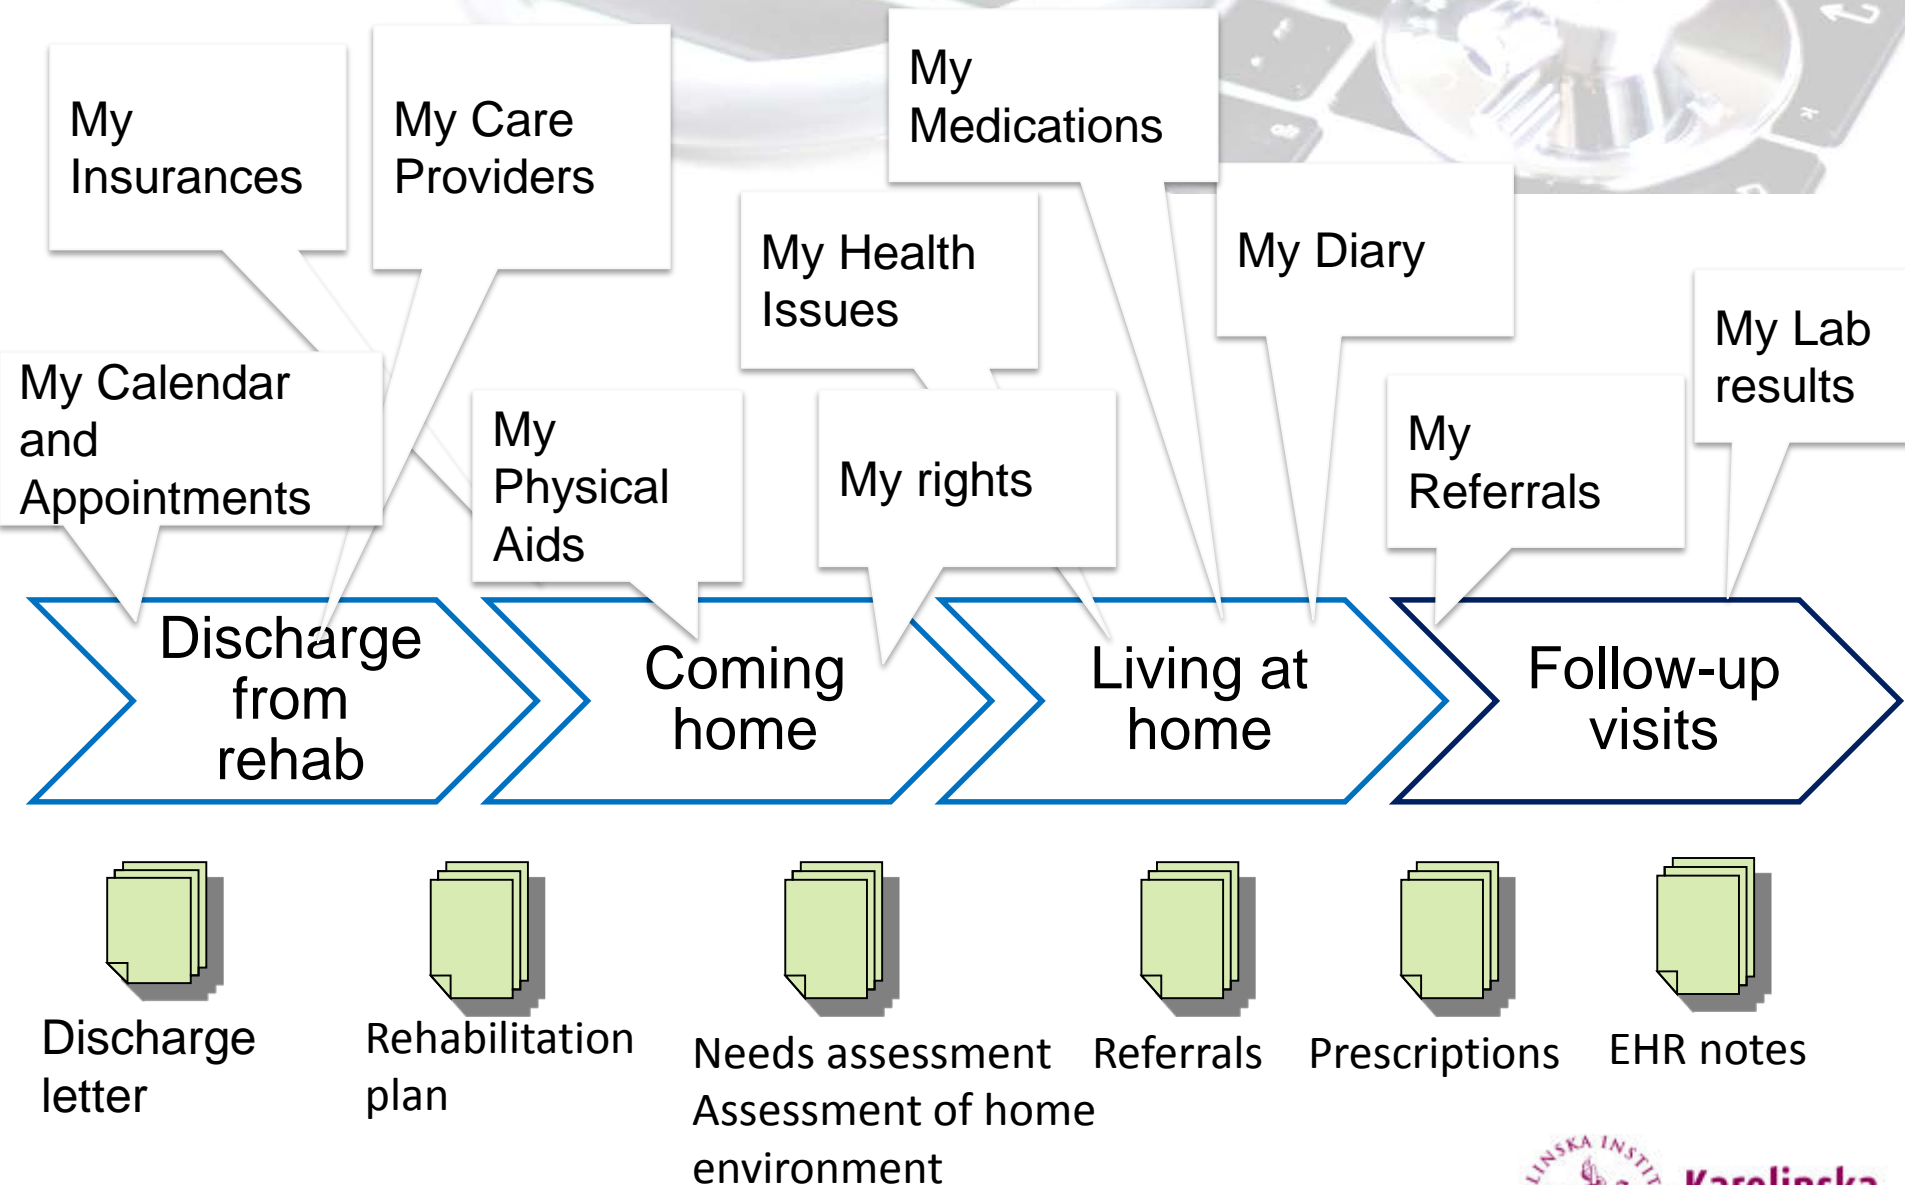 My
Insurances
My Care
Providers
My
Medications
My Health
Issues
My Diary
My Lab
results
My Calendar
and
Appointments
My
Physical
Aids
My rights
My
Referrals
Discharge
from
rehab
Coming
home
Living at
home
Follow-up
visits
Discharge
letter
Rehabilitation
plan
Needs assessment
Assessment of home
environment
Referrals
Prescriptions
EHR notes
Karolinska